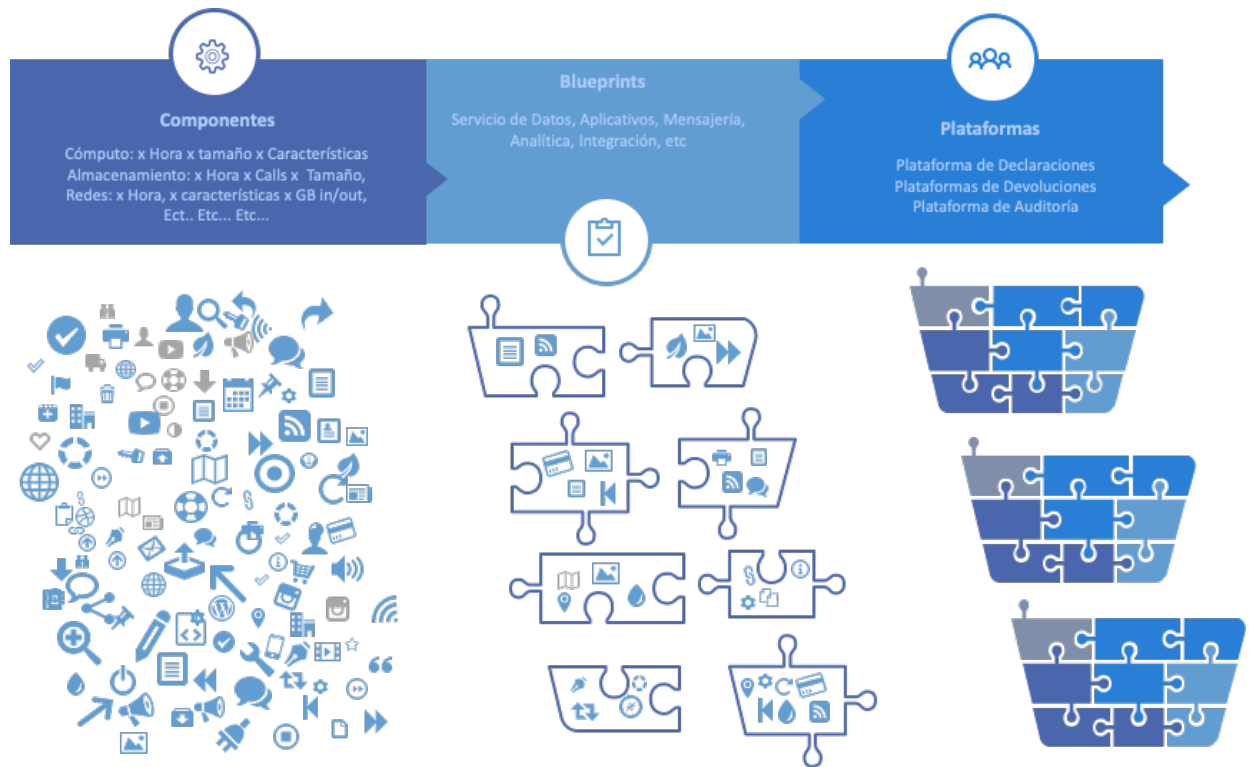 Componentes
Cómputo: x Hora x tamaño x Características
Almacenamiento: x Hora x Calls x Tamaño,
Redes: x Hora, x características x GB in/out,
Ect.. Etc... Etc...
Blueprints
Servicio de Datos, Aplicativos, Mensajería,
Analítica, Integración, etc
Plataformas
Plataforma de Declaraciones
Plataformas de Devoluciones
Plataforma de Auditoría